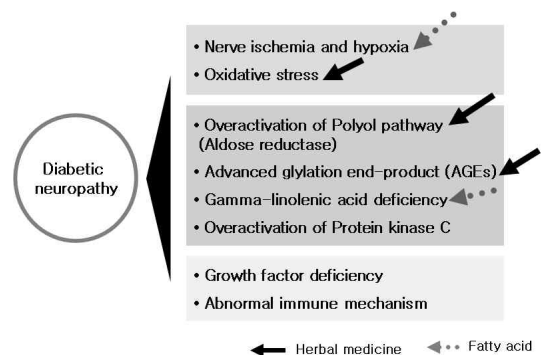 Diabetic
neuropathy
• Nerve ischemia and hypoxia
• Oxidative stress
• Overactivation of Polyol pathway
(Aldose reductase)
• Advanced glylation end-product (AGEs)
• Gamma-linolenic acid deficiency
• Overactivation of Protein kinase C
• Growth factor deficiency
• Abnormal immune mechanism
Herbal medicine
Fatty acid